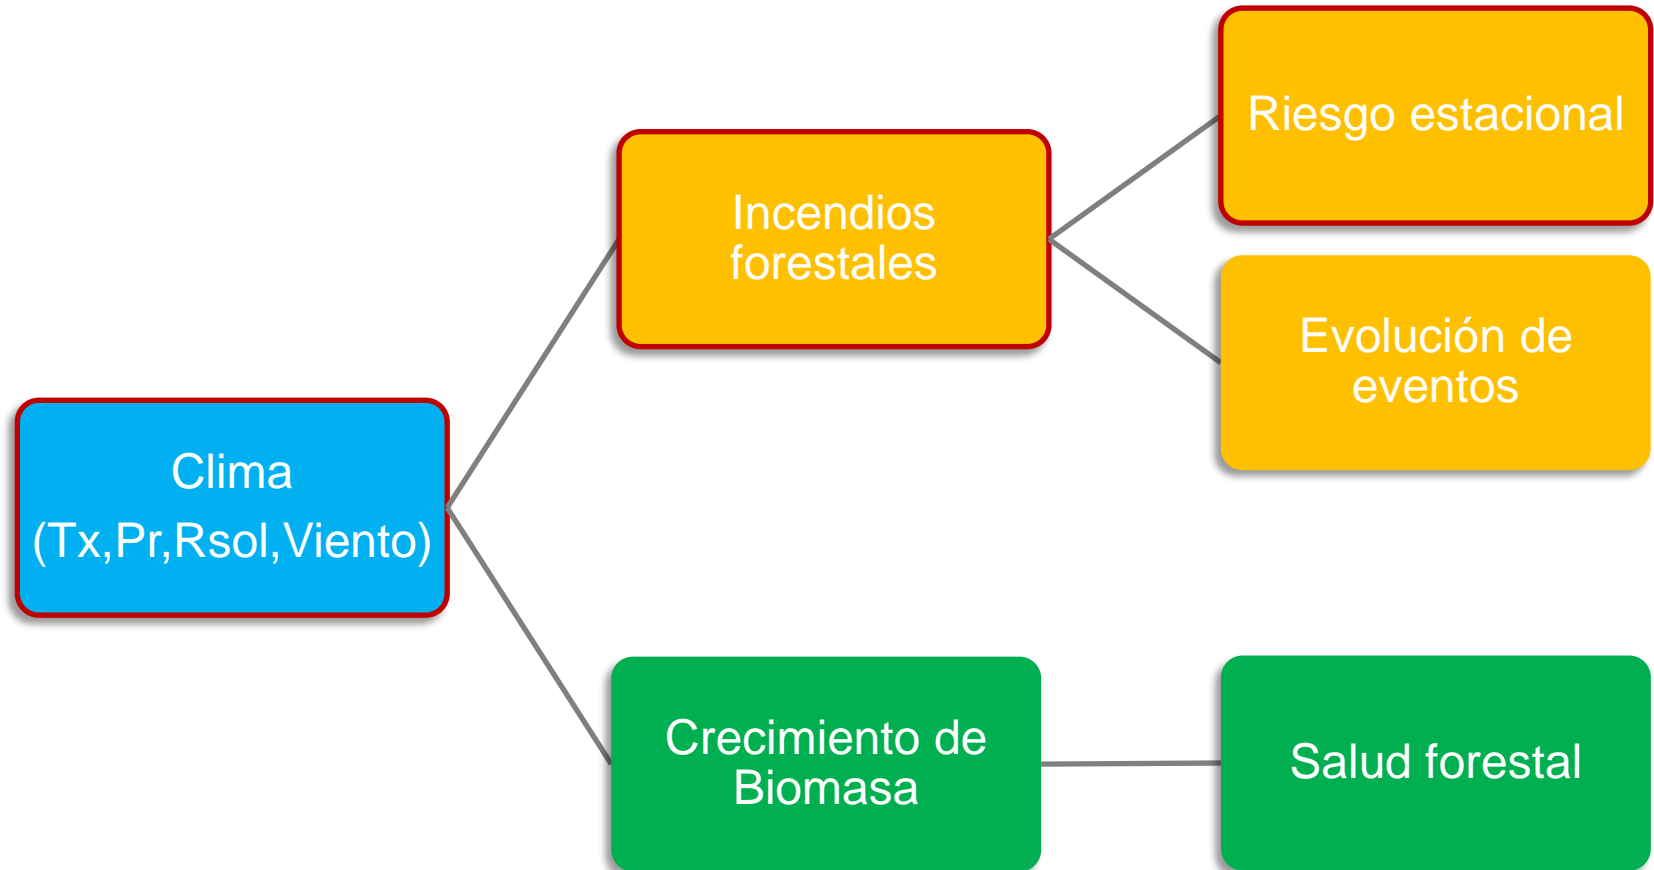 Riesgo estacional
Incendios
forestales
Evolución de
eventos
Clima
(Tx,Pr,Rsol,Viento)
Crecimiento de
Biomasa
Salud forestal